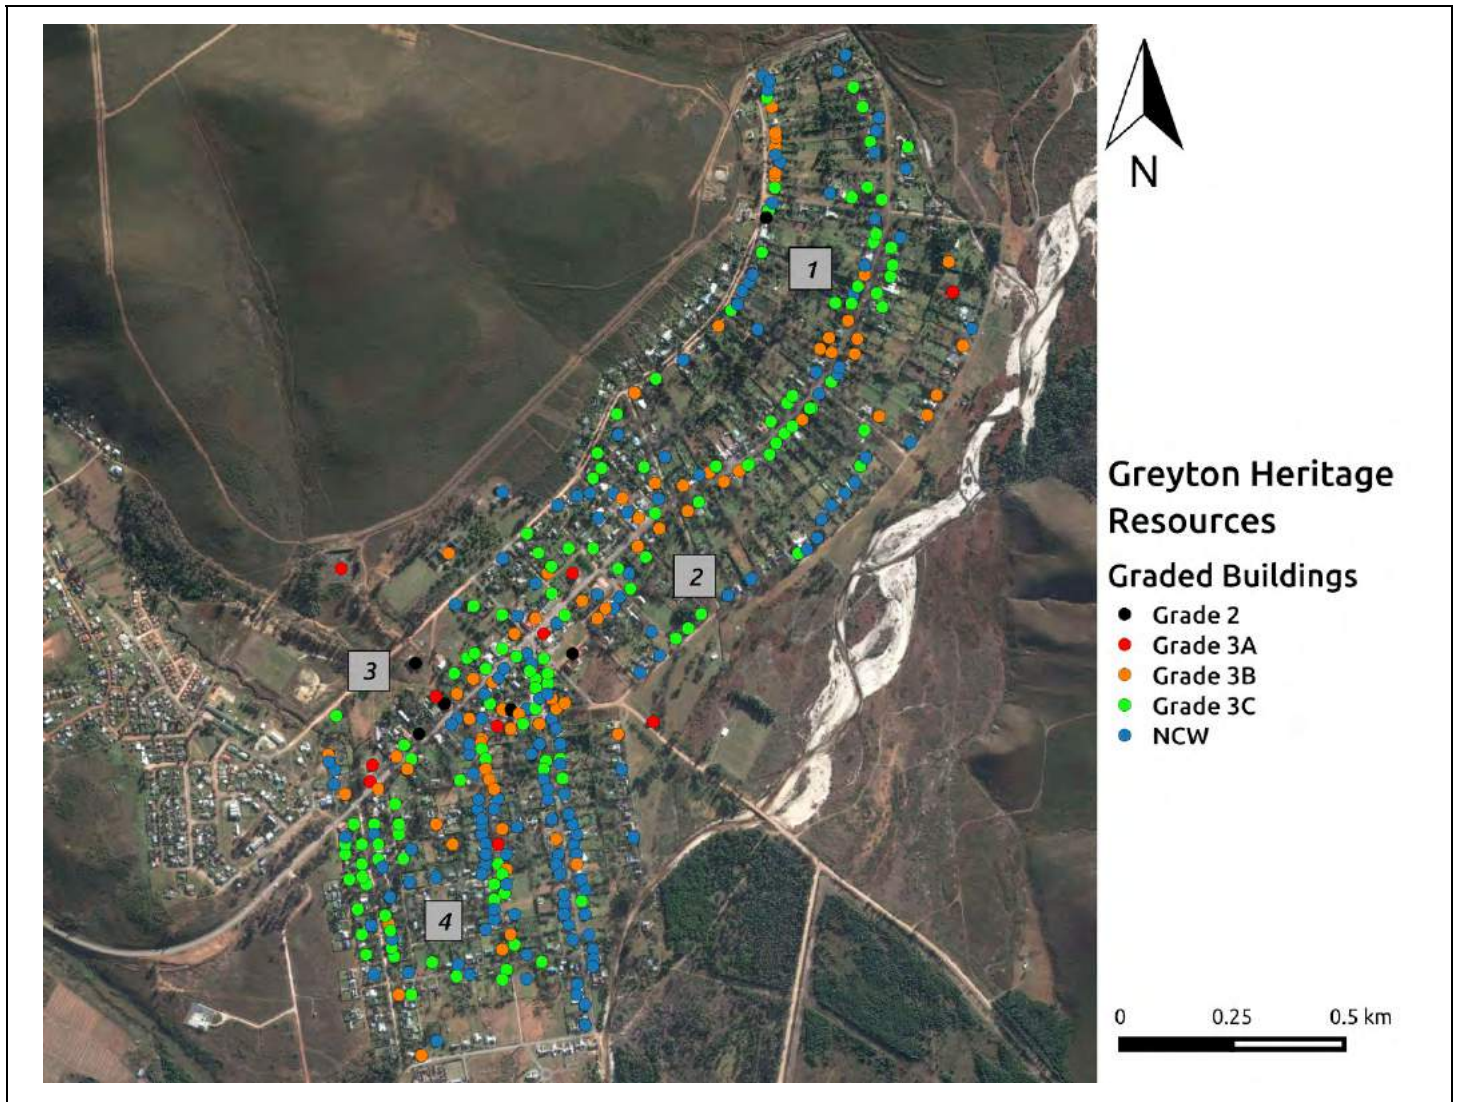 N
1
2
3
4
Greyton Heritage
Resources
Graded Buildings
Grade 2
Grade 3A
Grade 3B
Grade 3C
NCW
0 0.25 0.5 km